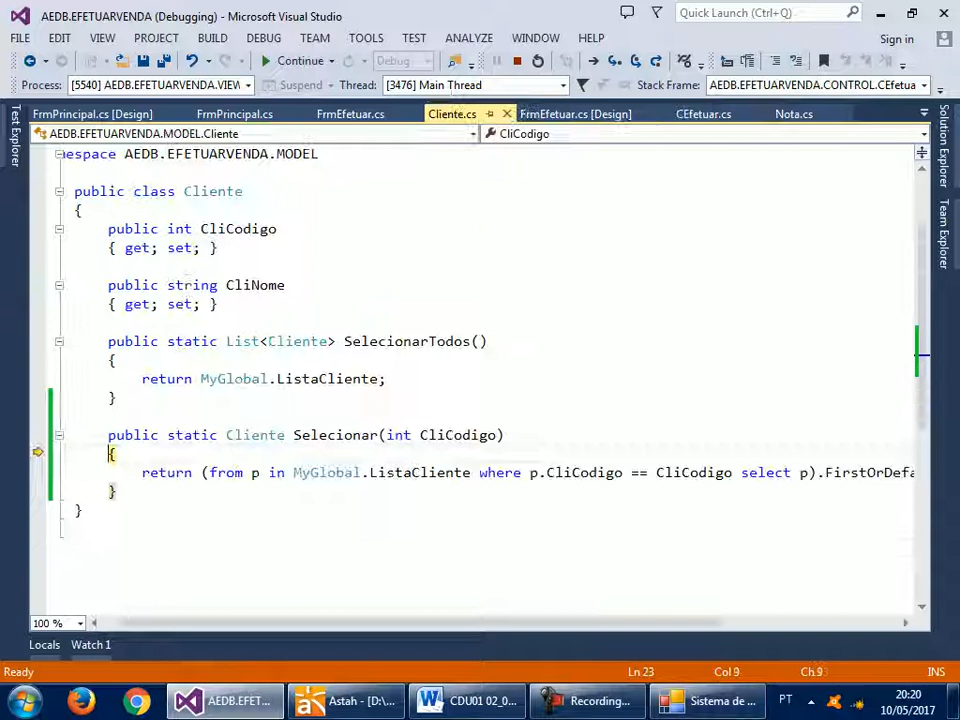 AEDB.EFETUARVENDA (Debugging) - Microsoft Visual Studio
Quick Launch (Ctrl+Q)
FILE EDIT VIEW PROJECT BUILD DEBUG TEAM TOOLS TEST ANALYZE WINDOW HELP
Sign in
Continue Debug
Process: [5540] AEDB.EFETUARVENDA.VIEW Suspend Thread: [3476] Main Thread Stack Frame: AEDB.EFETUARVENDA.CONTROL.CEfetua
Test Explorer
FrmPrincipal.cs [Design] FrmPrincipal.cs FrmEfetuar.cs Cliente.cs FrmEfetuar.cs [Design] CEfetuar.cs Nota.cs
Solution Explorer
Team Explorer
AEDB.EFETUARVENDA.MODEL.Cliente CliCodigo
espace AEDB.EFETUARVENDA.MODEL
public class Cliente
{
public int CliCodigo
{ get; set; }
public string CliNome
{ get; set; }
public static List<Cliente> SelecionarTodos()
{
return MyGlobal.ListaCliente;
}
public static Cliente Selecionar(int CliCodigo)
{
return (from p in MyGlobal.ListaCliente where p.CliCodigo == CliCodigo select p).FirstOrDefa
}
}
100 %
Locals Watch 1
Ready Ln 23 Col 9 Ch 9 INS
AEDB.EFET... Astah - [D:\... CDU01 02_0... Recording... Sistema de ... PT 20:20
10/05/2017